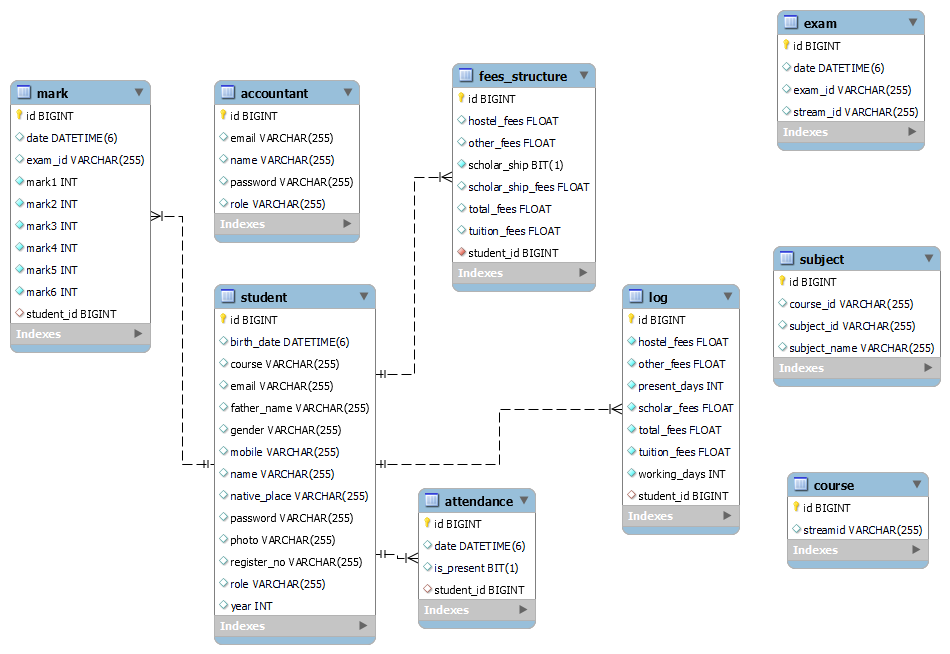 mark
id BIGINT
date DATETIME(6)
exam_id VARCHAR(255)
mark1 INT
mark2 INT
mark3 INT
mark4 INT
mark5 INT
mark6 INT
student_id BIGINT
Indexes
accountant
id BIGINT
email VARCHAR(255)
name VARCHAR(255)
password VARCHAR(255)
role VARCHAR(255)
Indexes
student
id BIGINT
birth_date DATETIME(6)
course VARCHAR(255)
email VARCHAR(255)
father_name VARCHAR(255)
gender VARCHAR(255)
mobile VARCHAR(255)
name VARCHAR(255)
native_place VARCHAR(255)
password VARCHAR(255)
photo VARCHAR(255)
register_no VARCHAR(255)
role VARCHAR(255)
year INT
Indexes
fees_structure
id BIGINT
hostel_fees FLOAT
other_fees FLOAT
scholar_ship BIT(1)
scholar_ship_fees FLOAT
total_fees FLOAT
tuition_fees FLOAT
student_id BIGINT
Indexes
attendance
id BIGINT
date DATETIME(6)
is_present BIT(1)
student_id BIGINT
Indexes
log
id BIGINT
hostel_fees FLOAT
other_fees FLOAT
present_days INT
scholar_fees FLOAT
total_fees FLOAT
tuition_fees FLOAT
working_days INT
student_id BIGINT
Indexes
exam
id BIGINT
date DATETIME(6)
exam_id VARCHAR(255)
stream_id VARCHAR(255)
Indexes
subject
id BIGINT
course_id VARCHAR(255)
subject_id VARCHAR(255)
subject_name VARCHAR(255)
Indexes
course
id BIGINT
streamid VARCHAR(255)
Indexes